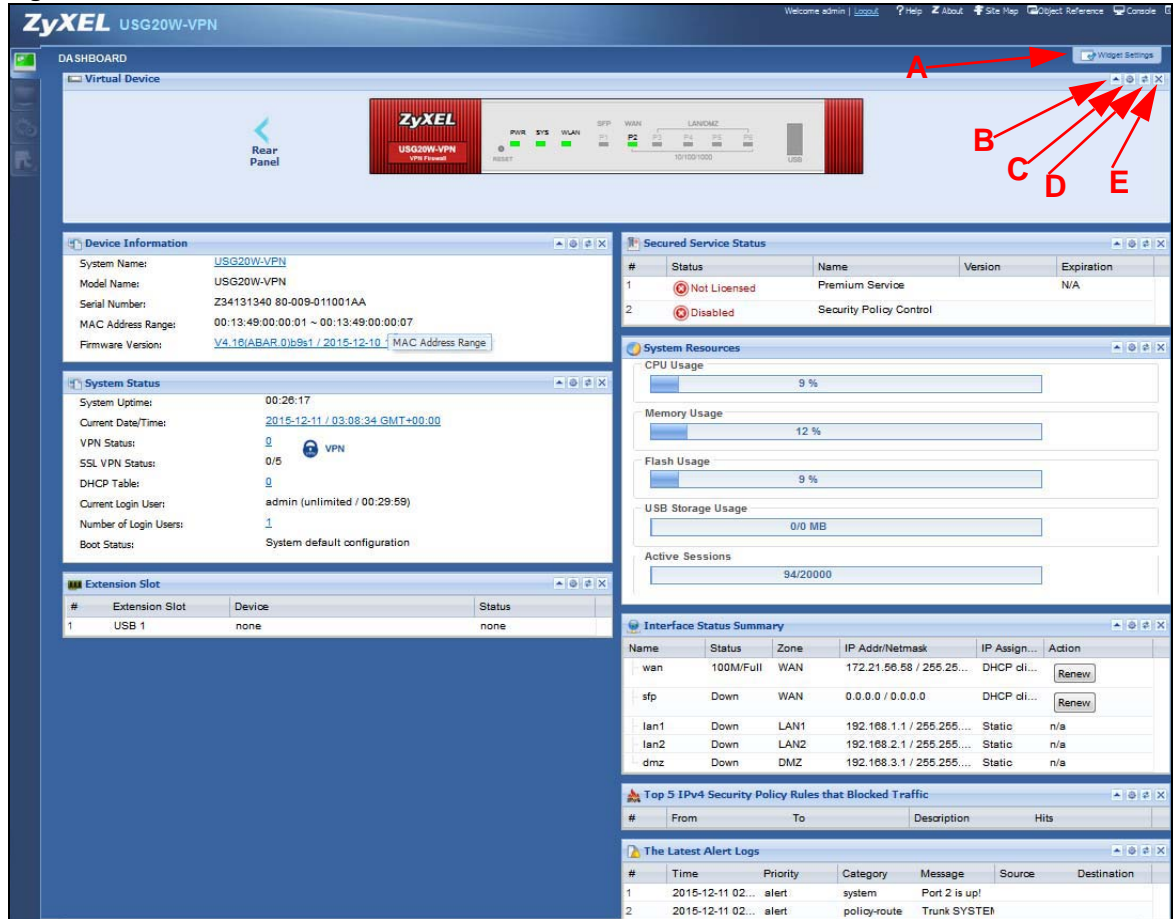 ZyXEL USG20W-VPN
Welcome admin | Logout ? Help Z About Site Map Object Reference Console
DASHBOARD
Widget Settings
A
Virtual Device
B
C
D
E
Rear
Panel
ZyXEL
USG20W-VPN
VPN Firewall
RESET
PWR SYS WLAN
SFP WAN LAN/DMZ
P1 P2 P3 P4 P5 P6
10/100/1000
USB
Device Information
System Name: USG20W-VPN
Model Name: USG20W-VPN
Serial Number: Z34131340 80-009-011001AA
MAC Address Range: 00:13:49:00:00:01 ~ 00:13:49:00:00:07
Firmware Version: V4.16(ABAR.0)b9s1 / 2015-12-10
MAC Address Range
System Status
System Uptime: 00:26:17
Current Date/Time: 2015-12-11 / 03:08:34 GMT+00:00
VPN Status: 0 VPN
SSL VPN Status: 0/5
DHCP Table: 0
Current Login User: admin (unlimited / 00:29:59)
Number of Login Users: 1
Boot Status: System default configuration
Extension Slot
# Extension Slot Device Status
1 USB 1 none none
Secured Service Status
# Status Name Version Expiration
1 Not Licensed Premium Service N/A
2 Disabled Security Policy Control
System Resources
CPU Usage
9 %
Memory Usage
12 %
Flash Usage
9 %
USB Storage Usage
0/0 MB
Active Sessions
94/20000
Interface Status Summary
Name Status Zone IP Addr/Netmask IP Assign... Action
wan 100M/Full WAN 172.21.56.58 / 255.25... DHCP cli... Renew
sfp Down WAN 0.0.0.0 / 0.0.0.0 DHCP cli... Renew
lan1 Down LAN1 192.168.1.1 / 255.255.... Static n/a
lan2 Down LAN2 192.168.2.1 / 255.255.... Static n/a
dmz Down DMZ 192.168.3.1 / 255.255.... Static n/a
Top 5 IPv4 Security Policy Rules that Blocked Traffic
# From To Description Hits
The Latest Alert Logs
# Time Priority Category Message Source Destination
1 2015-12-11 02... alert system Port 2 is up!
2 2015-12-11 02... alert policy-route Trunk SYSTEM